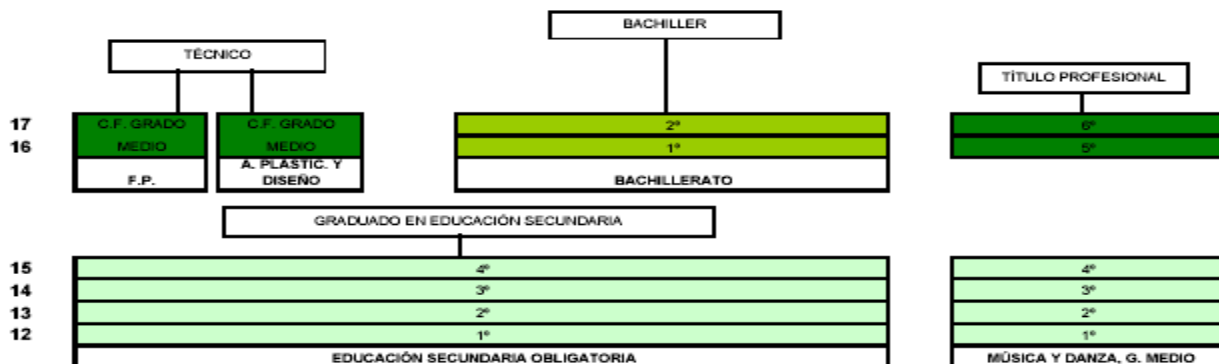 BACHILLER
TÉCNICO
TÍTULO PROFESIONAL
17 C.F. GRADO C.F. GRADO 2º 6º
16 MEDIO MEDIO 1º 5º
F.P. A. PLASTIC. Y BACHILLERATO
DISEÑO
GRADUADO EN EDUCACIÓN SECUNDARIA
15 4º 4º
14 3º 3º
13 2º 2º
12 1º 1º
EDUCACIÓN SECUNDARIA OBLIGATORIA MÚSICA Y DANZA, G. MEDIO